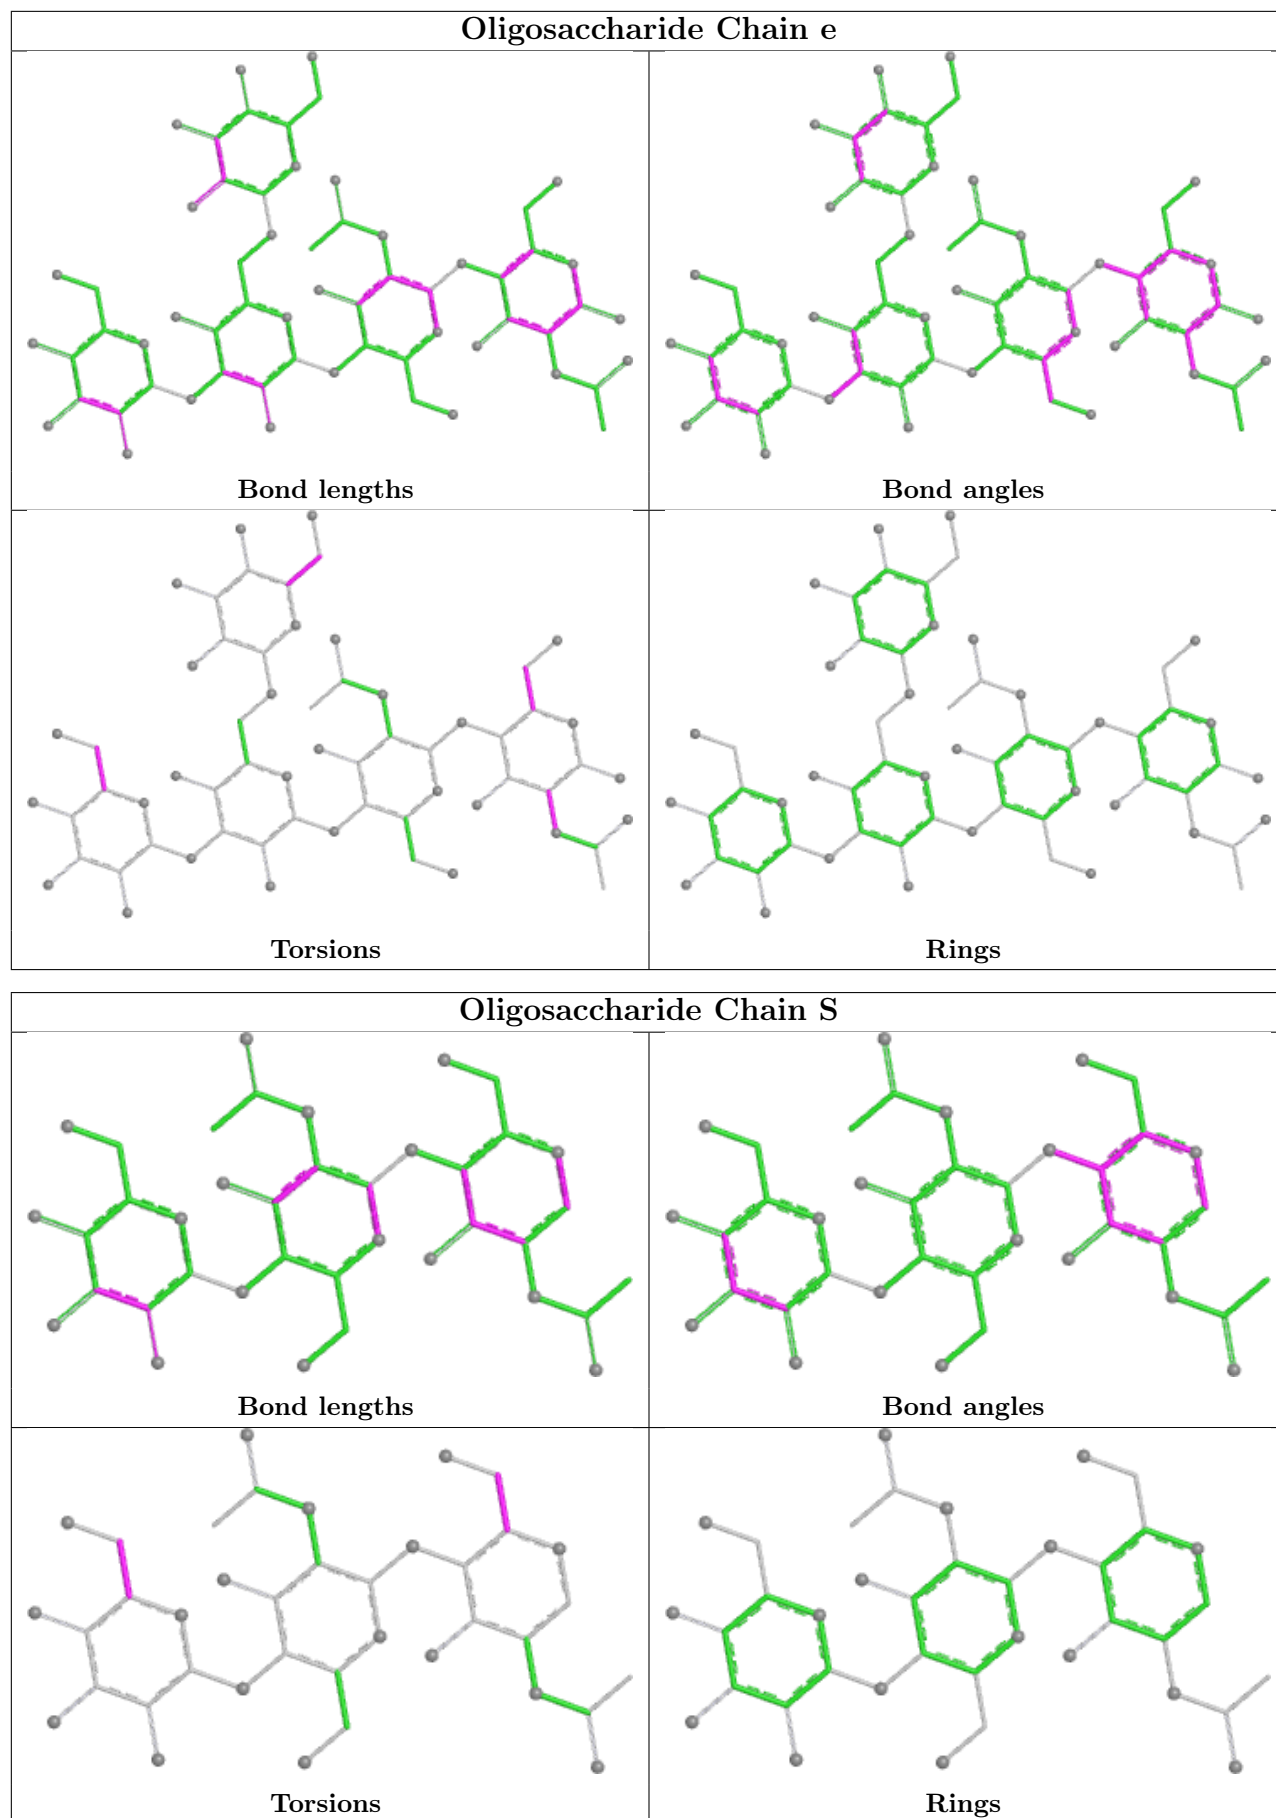 Oligosaccharide Chain e
Bond lengths
Bond angles
Torsions
Rings
Oligosaccharide Chain S
Bond lengths
Bond angles
Torsions
Rings